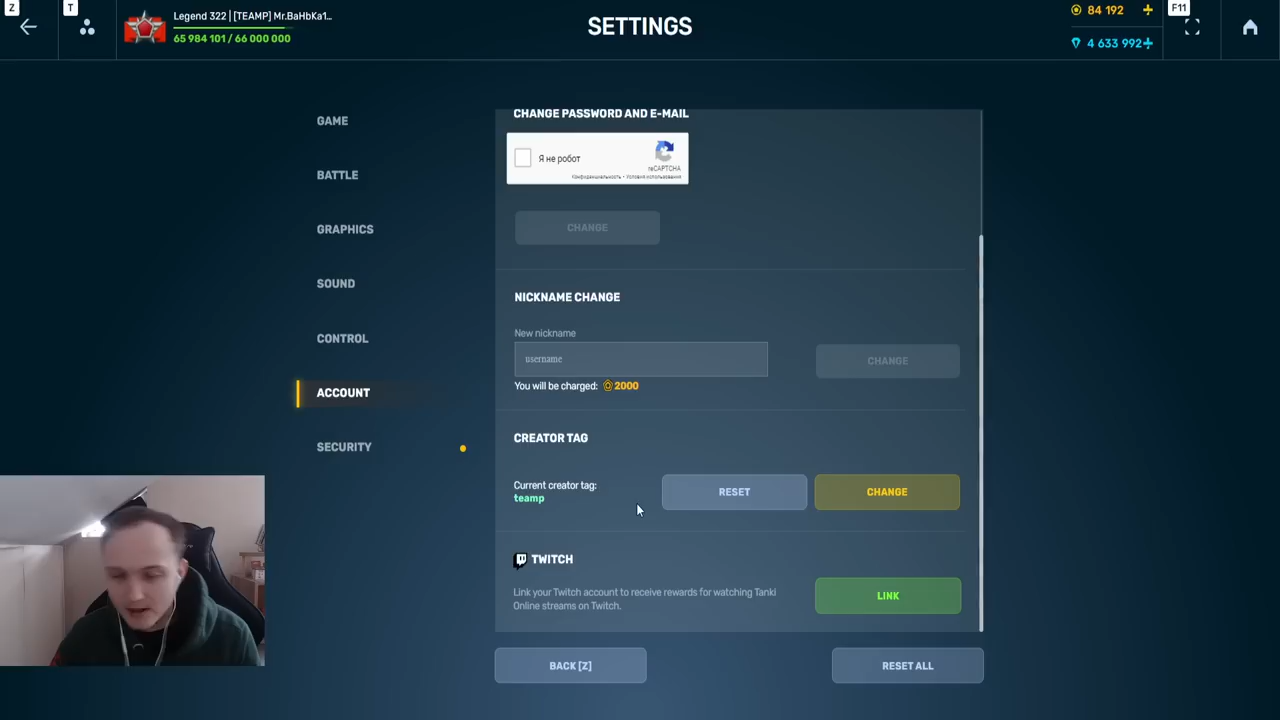 Z
T
Legend 322 | [TEAMP] Mr.BaHbKa1...
65 984 101 / 66 000 000
SETTINGS
84 192 +
4 633 992+
F11
GAME
BATTLE
GRAPHICS
SOUND
CONTROL
ACCOUNT
SECURITY
CHANGE PASSWORD AND E-MAIL
Я не робот
reCAPTCHA
Конфиденциальность • Условия использования
CHANGE
NICKNAME CHANGE
New nickname
username
CHANGE
You will be charged: 2000
CREATOR TAG
Current creator tag:
teamp
RESET
CHANGE
TWITCH
Link your Twitch account to receive rewards for watching Tanki
Online streams on Twitch.
LINK
BACK [Z]
RESET ALL